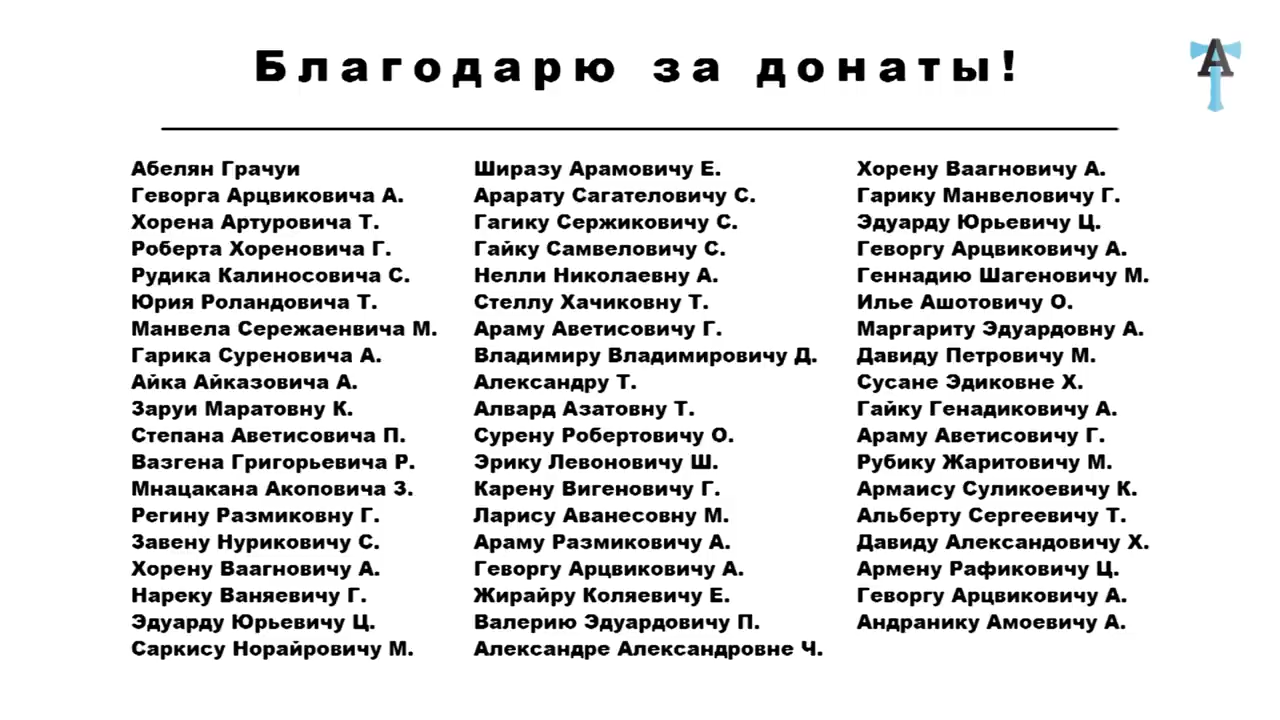 Благодарю за донаты!
Абелян Грачуи
Геворга Арцвиковича А.
Хорена Артуровича Т.
Роберта Хореновича Г.
Рудика Калиносовича С.
Юрия Роландовича Т.
Манвела Сережаенвича М.
Гарика Суреновича А.
Айка Айказовича А.
Заруи Маратовну К.
Степана Аветисовича П.
Вазгена Григорьевича Р.
Мнацакана Акоповича З.
Регину Размиковну Г.
Завену Нуриковичу С.
Хорену Ваагновичу А.
Нареку Ваняевичу Г.
Эдуарду Юрьевичу Ц.
Саркису Норайровичу М.
Ширазу Арамовичу Е.
Арарату Сагателовичу С.
Гагику Сержиковичу С.
Гайку Самвеловичу С.
Нелли Николаевну А.
Стеллу Хачиковну Т.
Араму Аветисовичу Г.
Владимиру Владимировичу Д.
Александру Т.
Алвард Азатовну Т.
Сурену Робертовичу О.
Эрику Левоновичу Ш.
Карену Вигеновичу Г.
Ларису Аванесовну М.
Араму Размиковичу А.
Геворгу Арцвиковичу А.
Жирайру Коляевичу Е.
Валерию Эдуардовичу П.
Александре Александровне Ч.
Хорену Ваагновичу А.
Гарику Манвеловичу Г.
Эдуарду Юрьевичу Ц.
Геворгу Арцвиковичу А.
Геннадию Шагеновичу М.
Илье Ашотовичу О.
Маргариту Эдуардовну А.
Давиду Петровичу М.
Сусане Эдиковне Х.
Гайку Генадиковичу А.
Араму Аветисовичу Г.
Рубику Жаритовичу М.
Армаису Суликоевичу К.
Альберту Сергеевичу Т.
Давиду Александовичу Х.
Армену Рафиковичу Ц.
Геворгу Арцвиковичу А.
Андранику Амоевичу А.